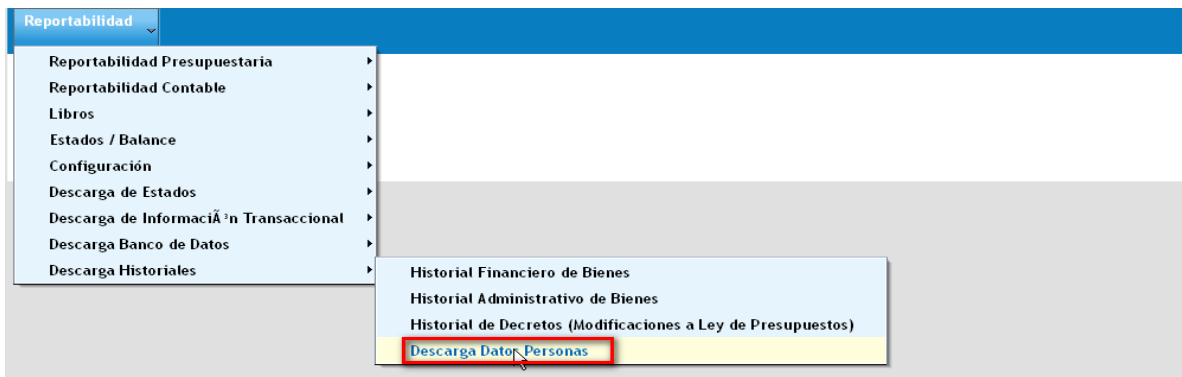 Reportabilidad
Reportabilidad Presupuestaria
Reportabilidad Contable
Libros
Estados / Balance
Configuración
Descarga de Estados
Descarga de InformaciÃ³n Transaccional
Descarga Banco de Datos
Descarga Historiales
Historial Financiero de Bienes
Historial Administrativo de Bienes
Historial de Decretos (Modificaciones a Ley de Presupuestos)
Descarga Datos Personas